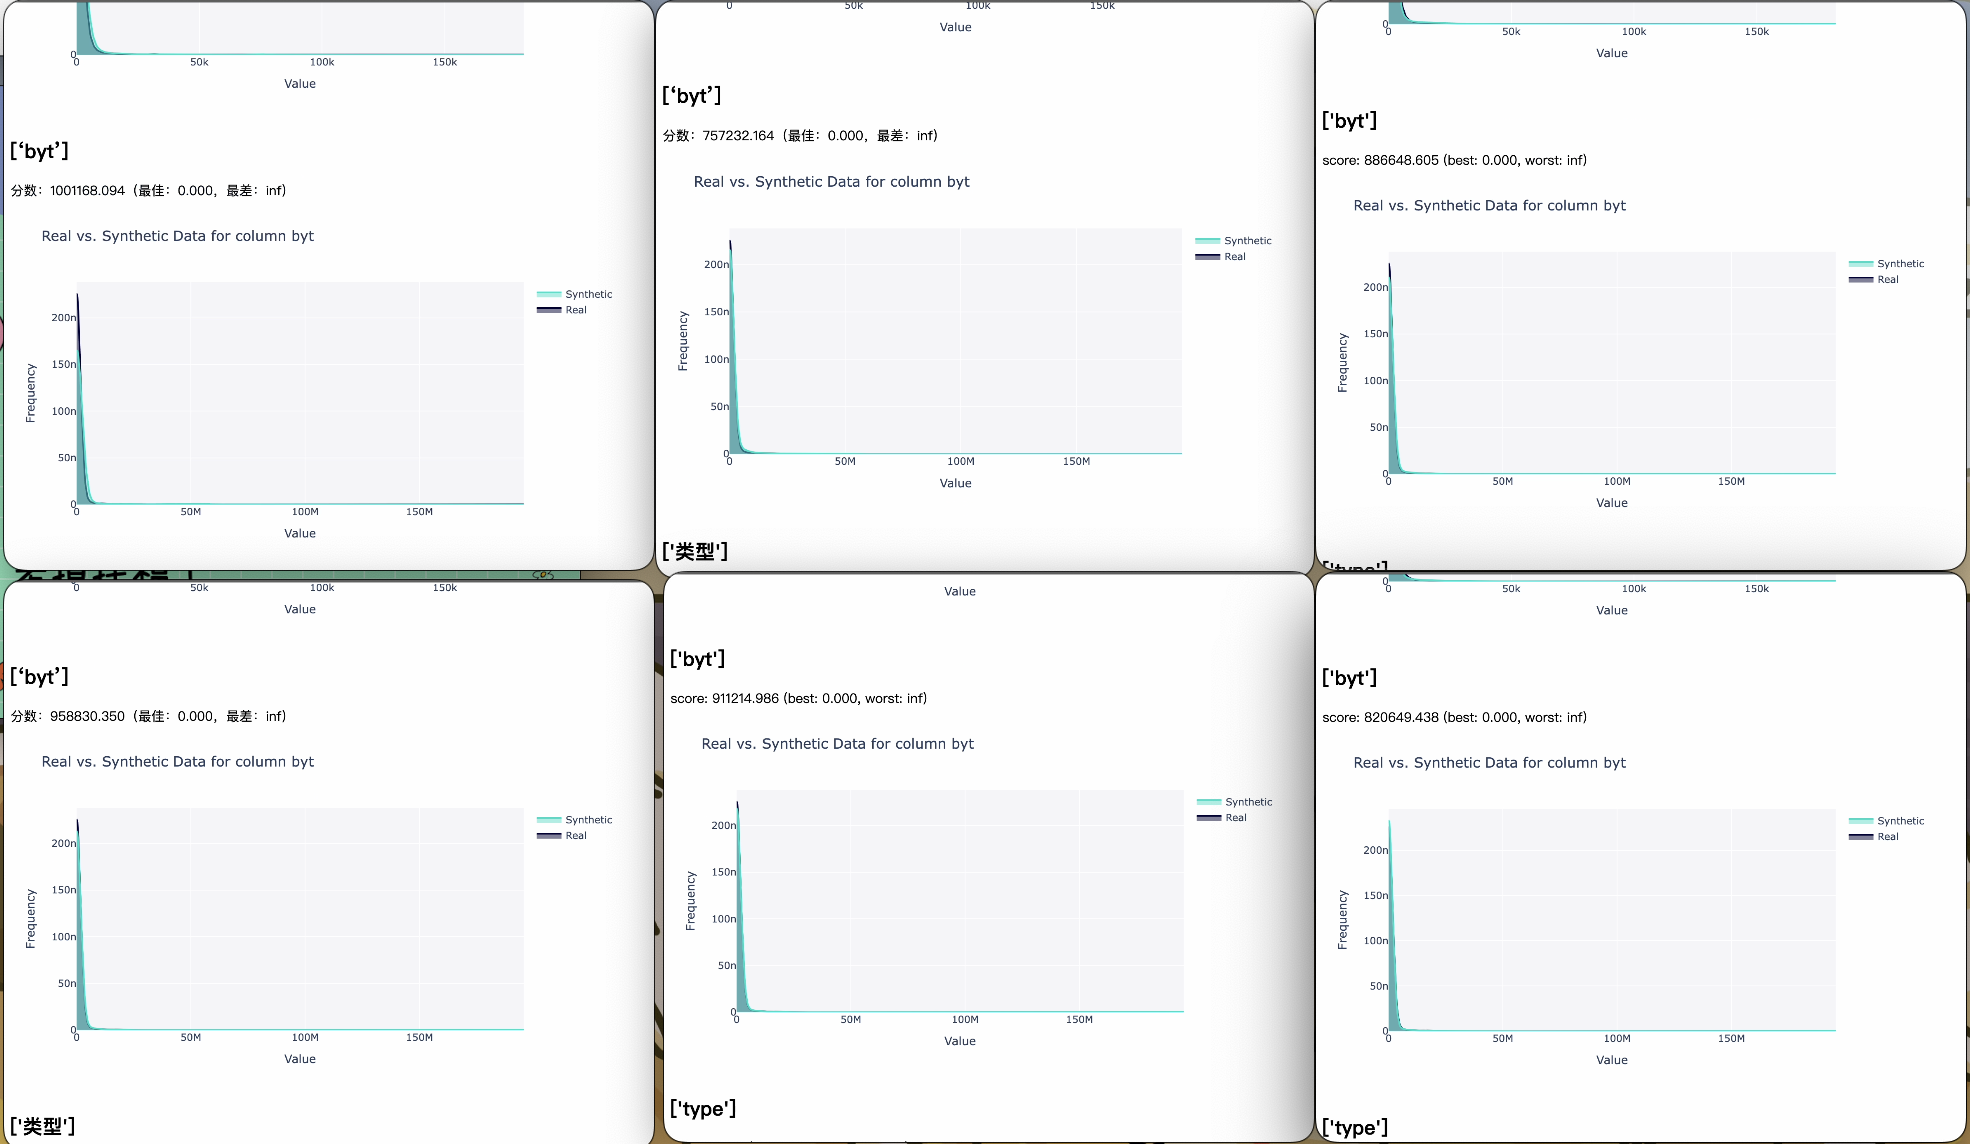 0
0 50k 100k 150k
Value
[‘byt’]
分数：1001168.094（最佳：0.000，最差：inf）
Real vs. Synthetic Data for column byt
Synthetic
Real
200n
150n
100n
50n
0
Frequency
0 50M 100M 150M
Value
0 50k 100k 150k
Value
[‘byt’]
分数：757232.164（最佳：0.000，最差：inf）
Real vs. Synthetic Data for column byt
Synthetic
Real
200n
150n
100n
50n
0
Frequency
0 50M 100M 150M
Value
['类型']
0
0 50k 100k 150k
Value
['byt']
score: 886648.605 (best: 0.000, worst: inf)
Real vs. Synthetic Data for column byt
Synthetic
Real
200n
150n
100n
50n
0
Frequency
0 50M 100M 150M
Value
['type']
0 50k 100k 150k
Value
[‘byt’]
分数：958830.350（最佳：0.000，最差：inf）
Real vs. Synthetic Data for column byt
Synthetic
Real
200n
150n
100n
50n
0
Frequency
0 50M 100M 150M
Value
['类型']
Value
['byt']
score: 911214.986 (best: 0.000, worst: inf)
Real vs. Synthetic Data for column byt
Synthetic
Real
200n
150n
100n
50n
0
Frequency
0 50M 100M 150M
Value
['type']
0
0 50k 100k 150k
Value
['byt']
score: 820649.438 (best: 0.000, worst: inf)
Real vs. Synthetic Data for column byt
Synthetic
Real
200n
150n
100n
50n
0
Frequency
0 50M 100M 150M
Value
['type']